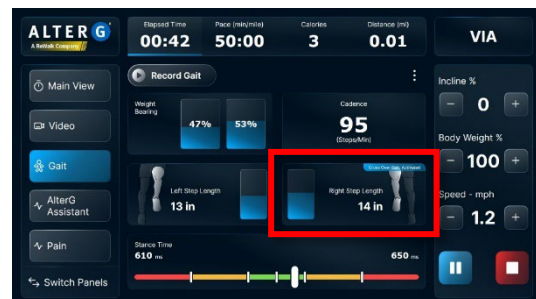 ALTER G
A ReWalk Company
Elapsed Time
00:42
Pace (min/mile)
50:00
Calories
3
Distance (mi)
0.01
VIA
Main View
Video
Gait
AlterG
Assistant
Pain
Switch Panels
Record Gait
Weight
Bearing
47%
53%
Cadence
95
(Steps/Min)
Left Step Length
13 in
Right Step Length
14 in
Stance Time
610 ms
650 ms
Incline %
- 0 +
Body Weight %
- 100 +
Speed - mph
- 1.2 +